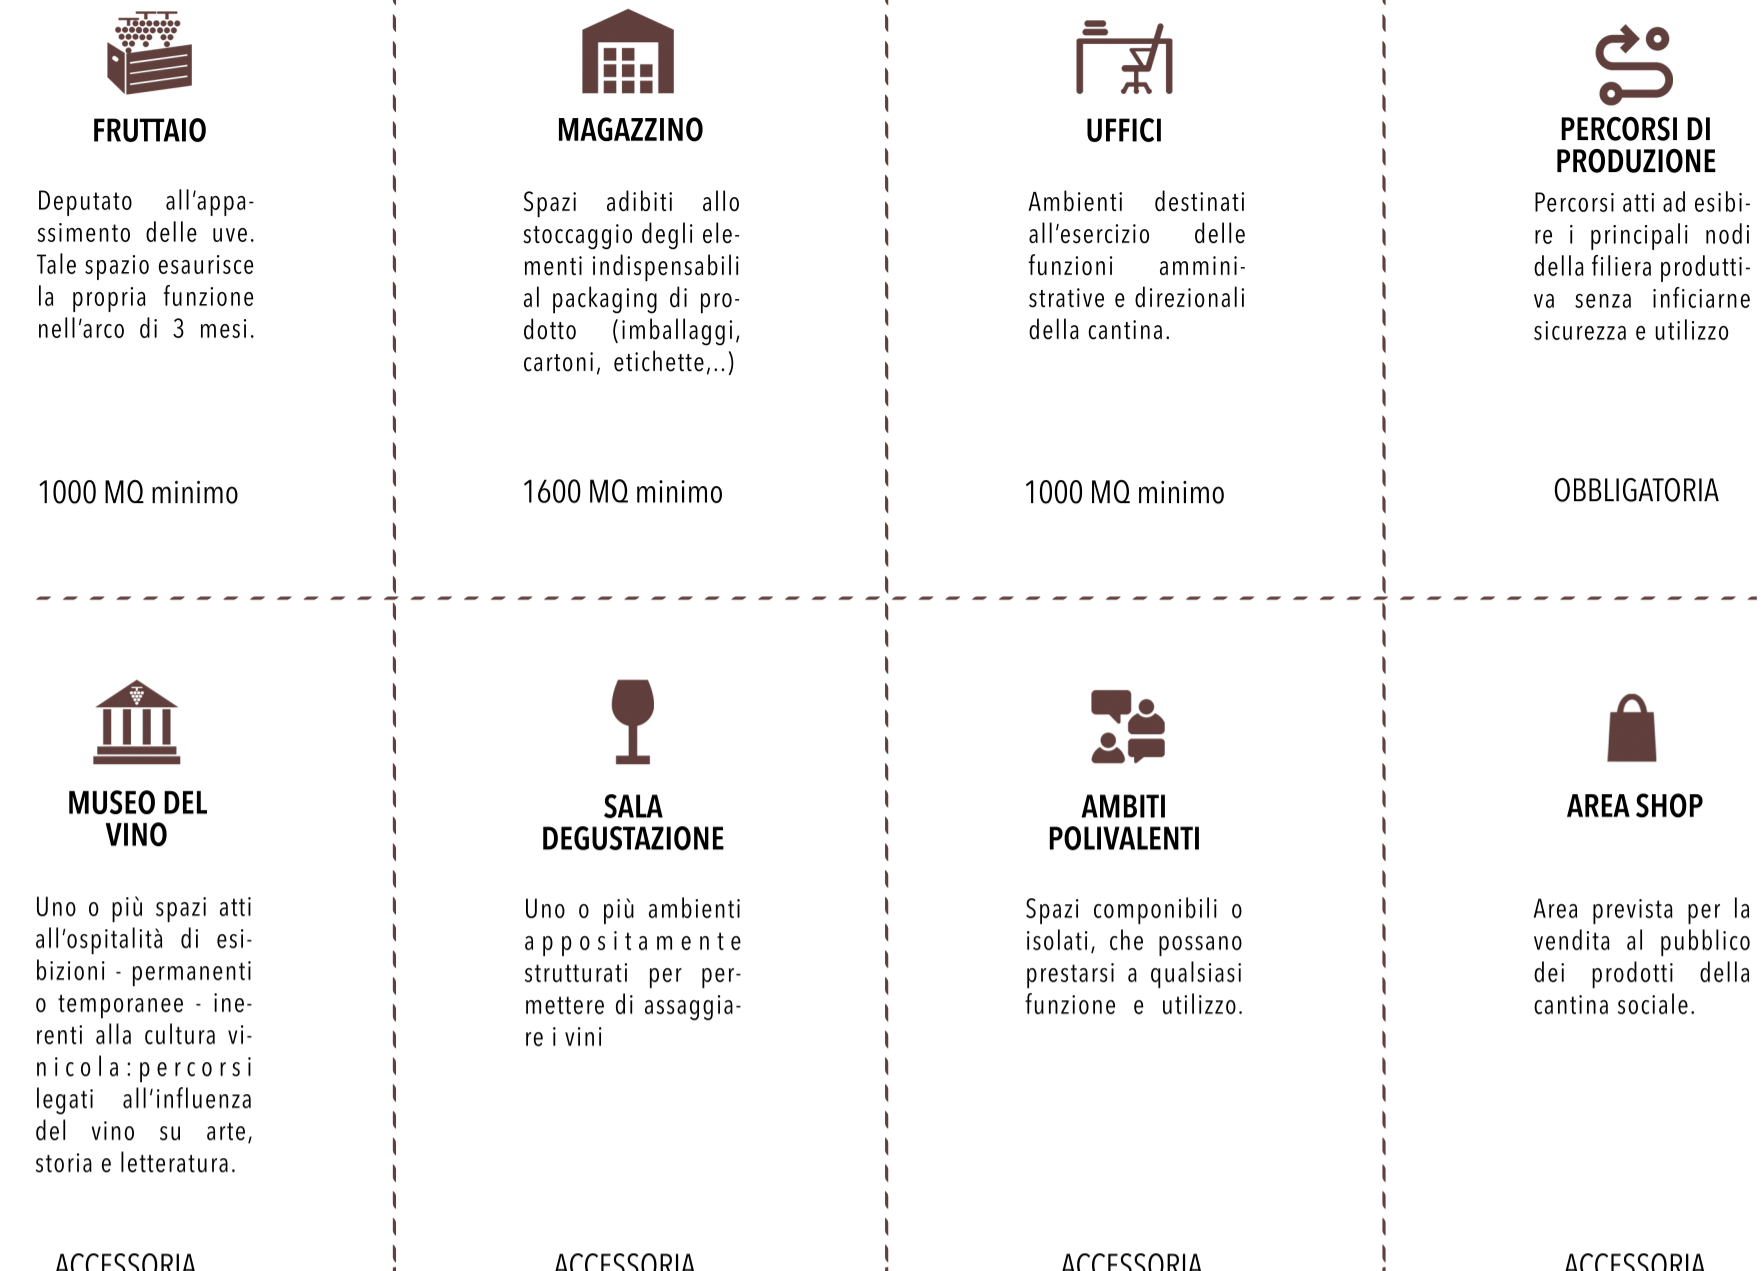 FRUTTAIO
Deputato all'appa-
ssimento delle uve.
Tale spazio esaurisce
la propria funzione
nell'arco di 3 mesi.
1000 MQ minimo
MAGAZZINO
Spazi adibiti allo
stoccaggio degli ele-
menti indispensabili
al packaging di pro-
dotto (imballaggi,
cartoni, etichette,..)
1600 MQ minimo
UFFICI
Ambienti destinati
all'esercizio delle
funzioni ammini-
strative e direzionali
della cantina.
1000 MQ minimo
PERCORSI DI
PRODUZIONE
Percorsi atti ad esibi-
re i principali nodi
della filiera produtti-
va senza inficiarne
sicurezza e utilizzo
OBBLIGATORIA
MUSEO DEL
VINO
Uno o più spazi atti
all'ospitalità di esi-
bizioni - permanenti
o temporanee - ine-
renti alla cultura vi-
nicola:percorsi
legati all'influenza
del vino su arte,
storia e letteratura.
ACCESSORIA
SALA
DEGUSTAZIONE
Uno o più ambienti
appositamente
strutturati per per-
mettere di assaggia-
re i vini
ACCESSORIA
AMBITI
POLIVALENTI
Spazi componibili o
isolati, che possano
prestarsi a qualsiasi
funzione e utilizzo.
ACCESSORIA
AREA SHOP
Area prevista per la
vendita al pubblico
dei prodotti della
cantina sociale.
ACCESSORIA